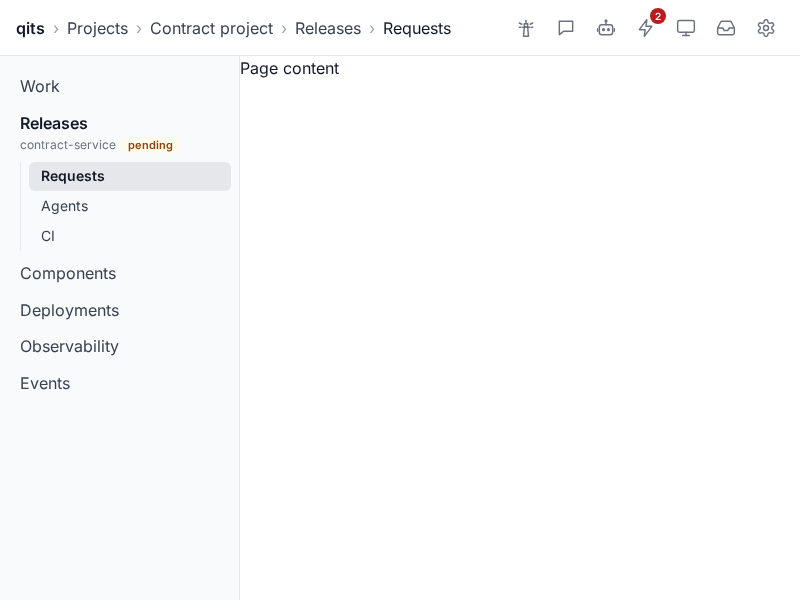 qits › Projects › Contract project › Releases › Requests
2
Work
Releases
contract-service pending
Requests
Agents
CI
Components
Deployments
Observability
Events
Page content